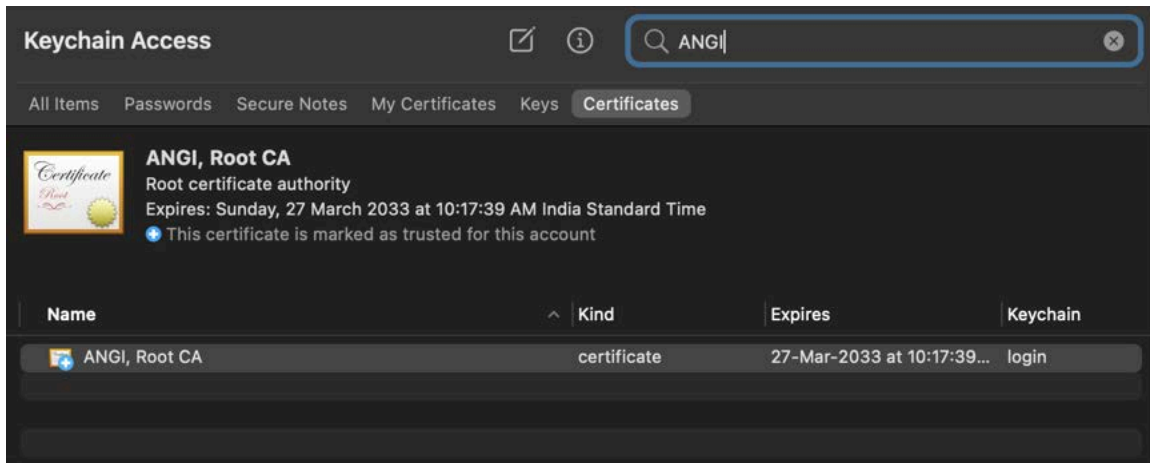 Keychain Access
ANGI
All Items Passwords Secure Notes My Certificates Keys Certificates
Certificate
Root
ANGI, Root CA
Root certificate authority
Expires: Sunday, 27 March 2033 at 10:17:39 AM India Standard Time
This certificate is marked as trusted for this account
Name Kind Expires Keychain
ANGI, Root CA certificate 27-Mar-2033 at 10:17:39... login